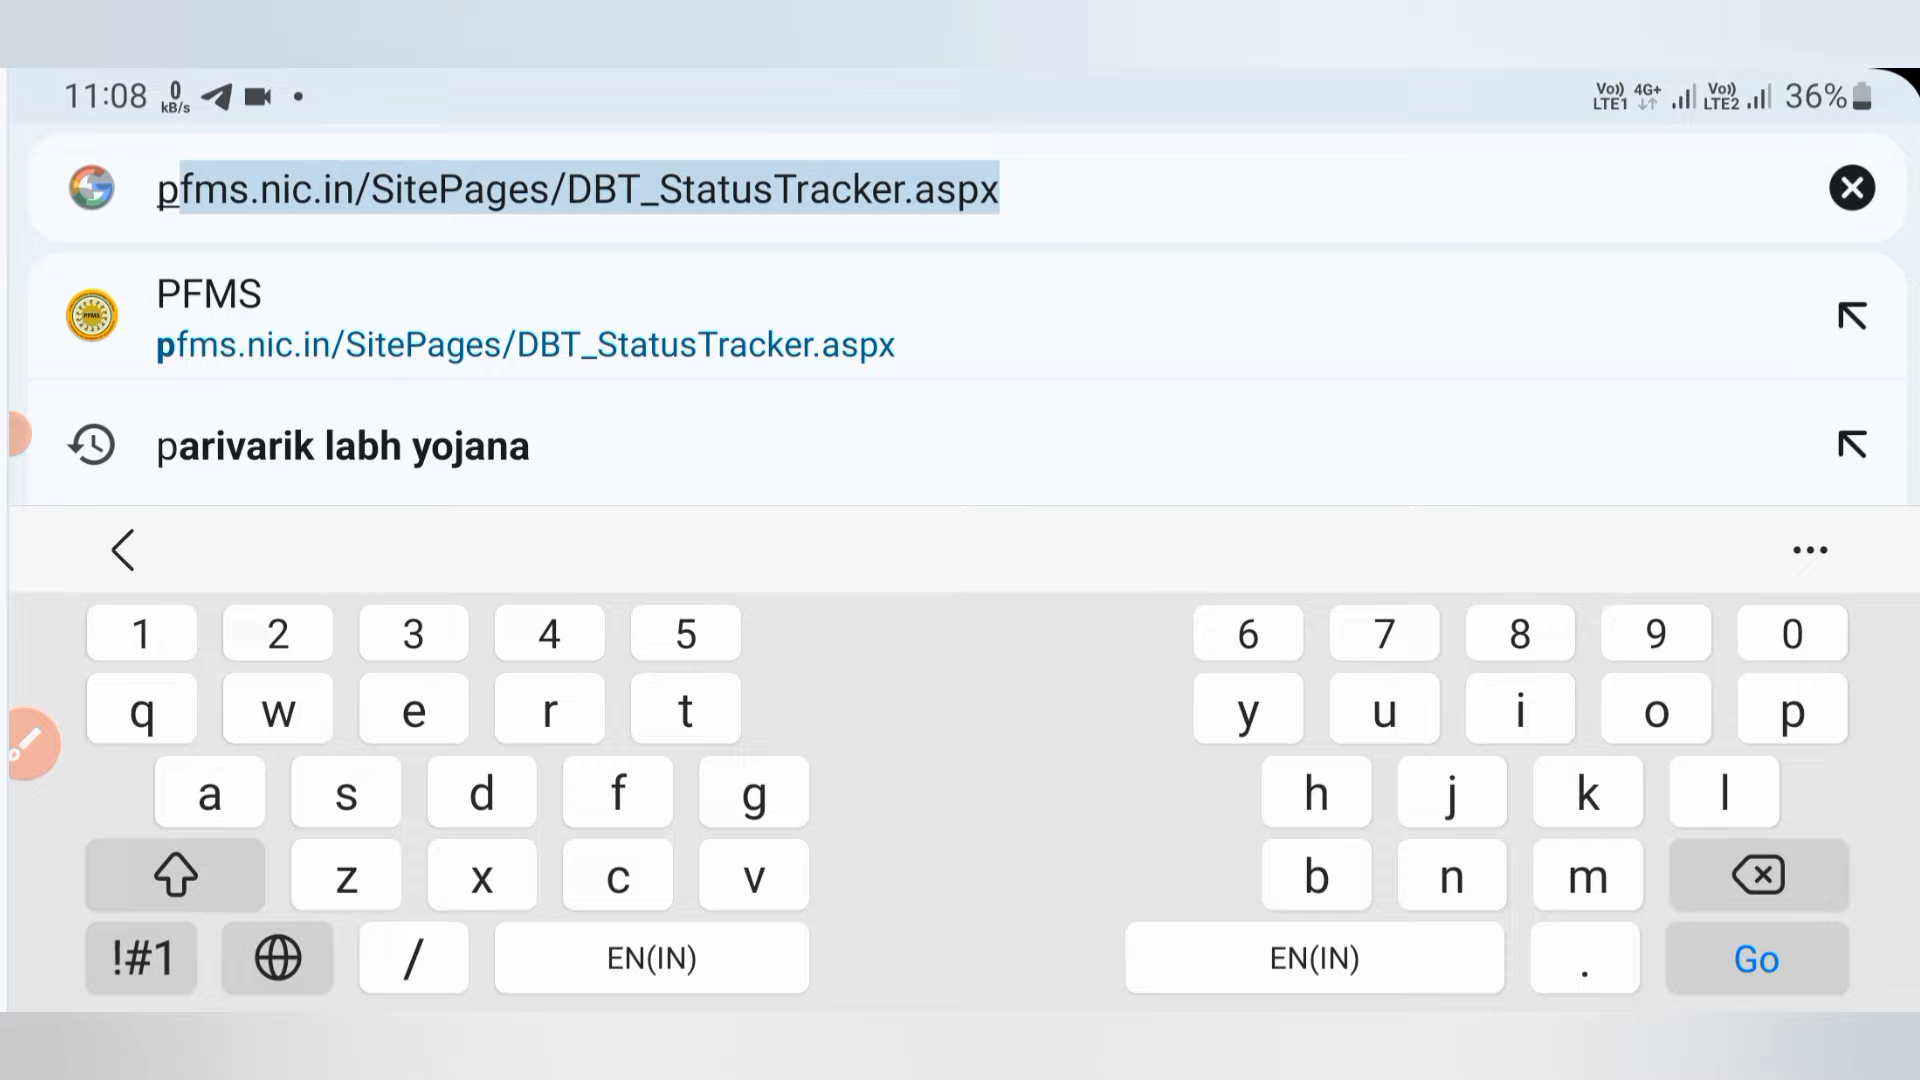 11:08 0 kB/s Vo)) LTE1 4G+ Vo)) LTE2 36%
pfms.nic.in/SitePages/DBT_StatusTracker.aspx
PFMS
PFMS
pfms.nic.in/SitePages/DBT_StatusTracker.aspx
parivarik labh yojana
1 2 3 4 5 6 7 8 9 0
q w e r t y u i o p
a s d f g h j k l
z x c v b n m
!#1 / EN(IN) EN(IN) . Go